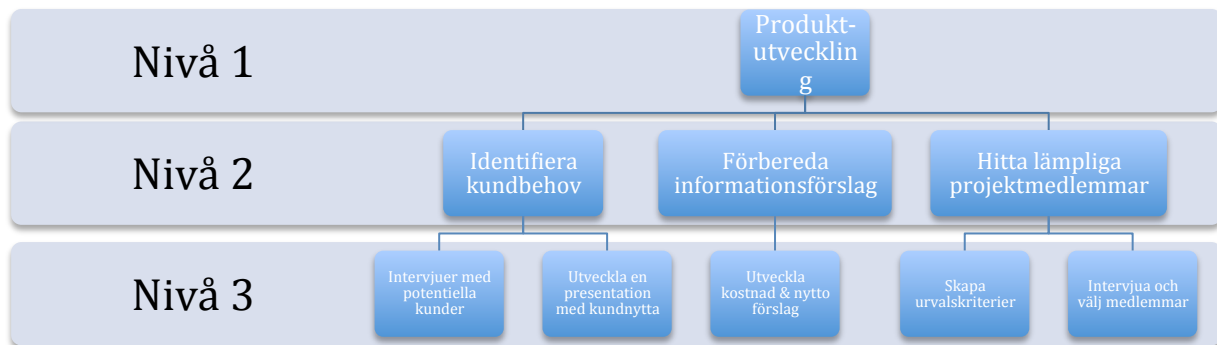 Nivå 1
Produkt-
utvecklin
g
Nivå 2
Identifiera
kundbehov
Förbereda
informationsförslag
Hitta lämpliga
projektmedlemmar
Nivå 3
Intervjuer med
potentiella
kunder
Utveckla en
presentation
med kundnytta
Utveckla
kostnad & nytto
förslag
Skapa
urvalskriterier
Intervjua och
välj medlemmar